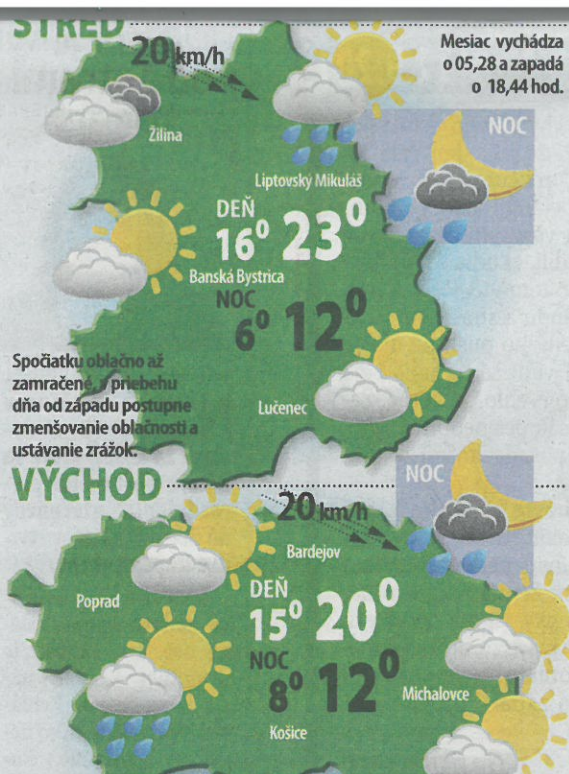 STRED
20 km/h
Mesiac vychádza
o 05,28 a zapadá
o 18,44 hod.
Žilina
NOC
Liptovský Mikuláš
DEŇ
16⁰ 23⁰
Banská Bystrica
NOC
6⁰ 12⁰
Spočiatku oblačno až
zamračené, v priebehu
dňa od západu postupne
zmenšovanie oblačnosti a
ustávanie zrážok.
Lučenec
VÝCHOD
NOC
20 km/h
Bardejov
Poprad
DEŇ
15⁰ 20⁰
NOC
8⁰ 12⁰
Michalovce
Košice